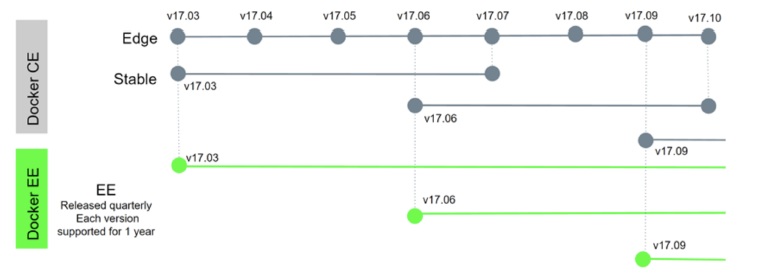 v17.03 v17.04 v17.05 v17.06 v17.07 v17.08 v17.09 v17.10
Edge
Docker CE
Stable
v17.03
v17.06
v17.09
Docker EE
v17.03
EE
Released quarterly
Each version
supported for 1 year
v17.06
v17.09